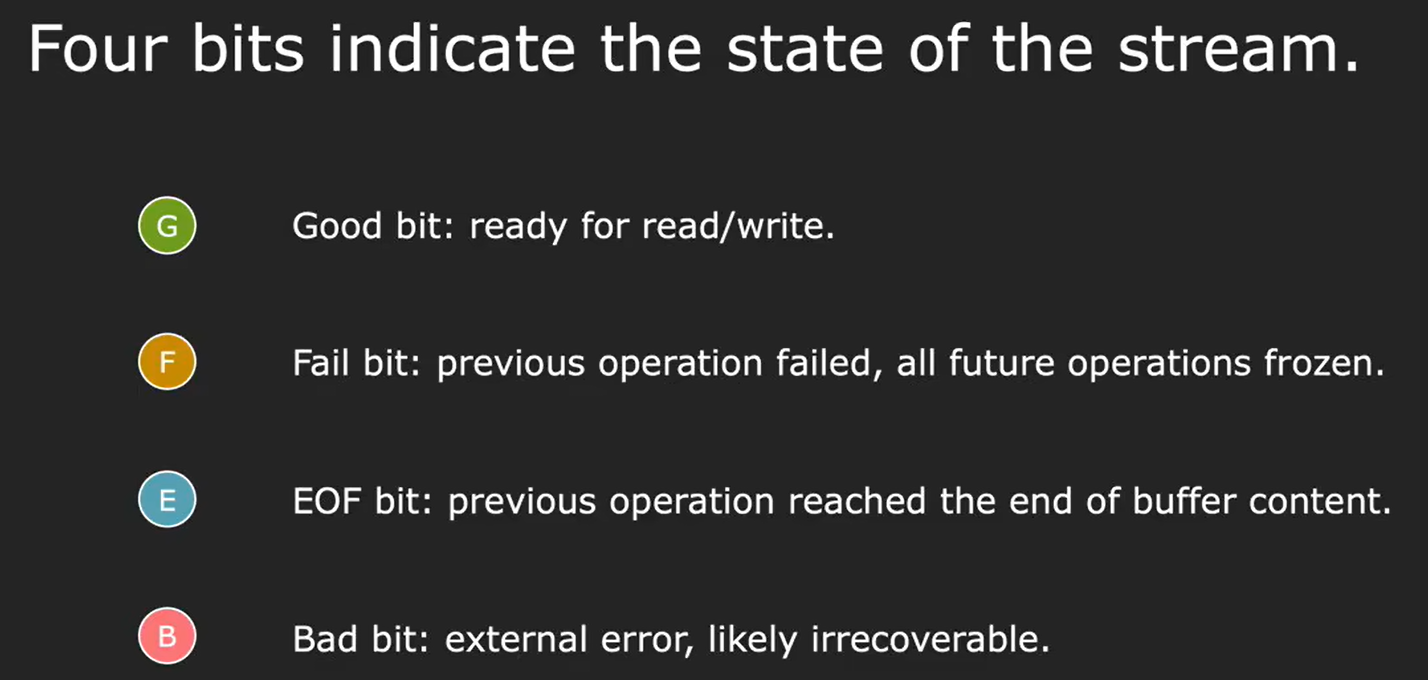 Four bits indicate the state of the stream.
G Good bit: ready for read/write.
F Fail bit: previous operation failed, all future operations frozen.
E EOF bit: previous operation reached the end of buffer content.
B Bad bit: external error, likely irrecoverable.